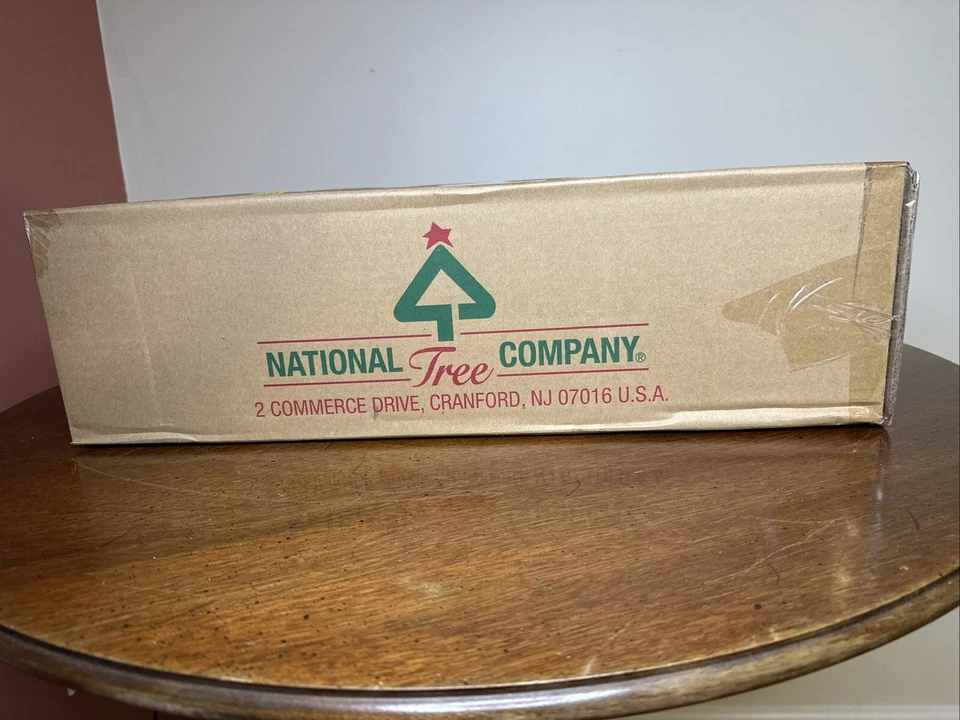 NATIONAL Tree COMPANY®
2 COMMERCE DRIVE, CRANFORD, NJ 07016 U.S.A.